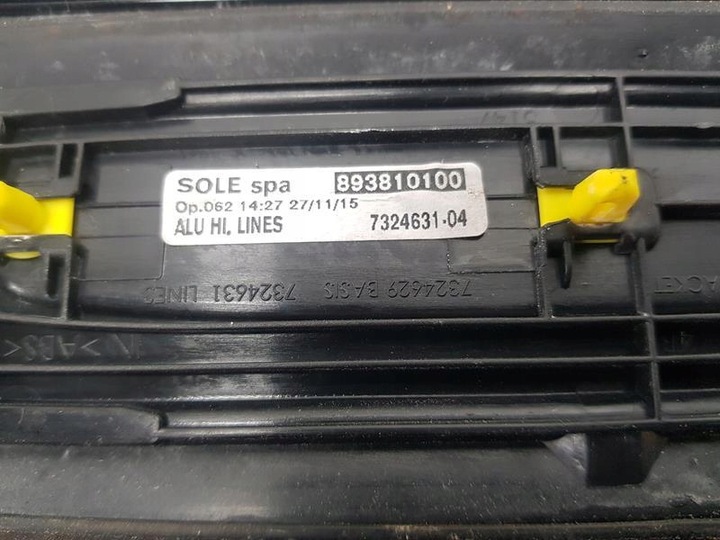 SOLE spa 893810100
Op.062 14:27 27/11/15
ALU HI, LINES 7324631-04
7324629 BASIS 7324631 LINES
>ABS<